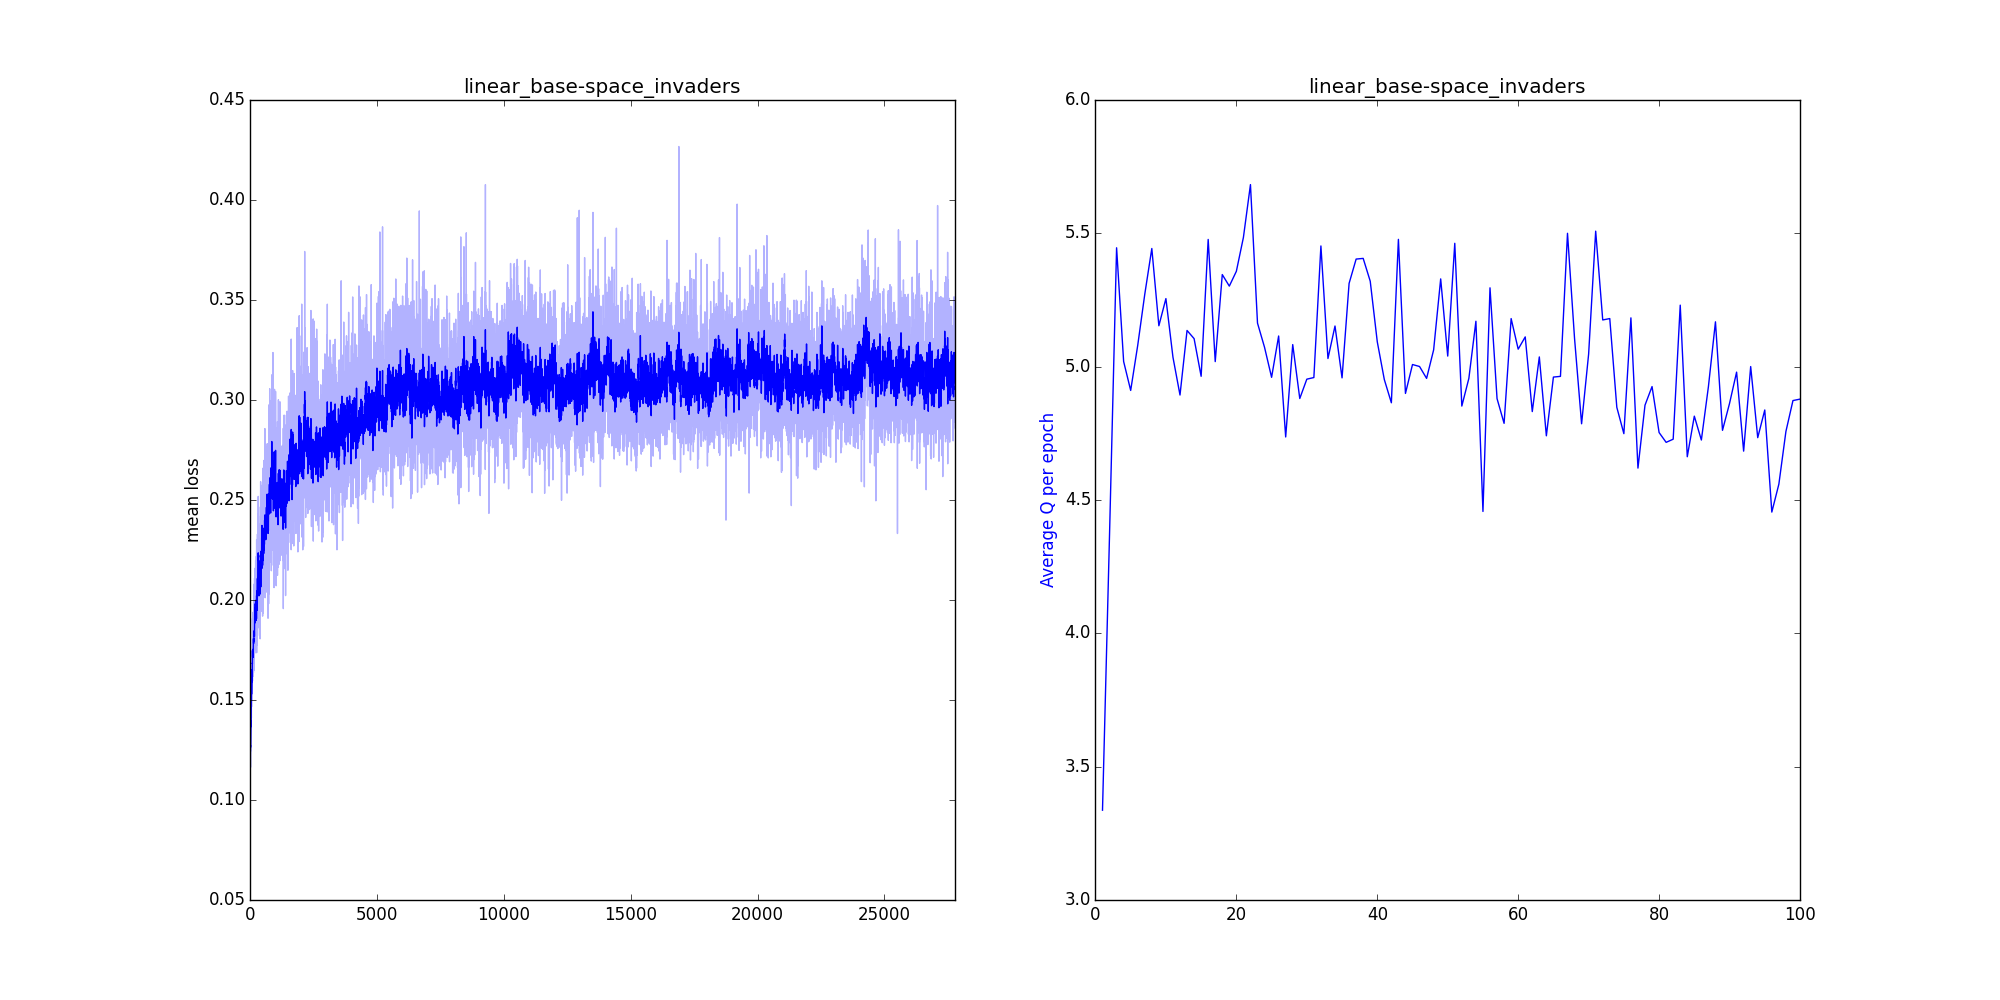 linear_base-space_invaders
mean loss
0.45
0.40
0.35
0.30
0.25
0.20
0.15
0.10
0.05
0 5000 10000 15000 20000 25000
linear_base-space_invaders
Average Q per epoch
6.0
5.5
5.0
4.5
4.0
3.5
3.0
0 20 40 60 80 100